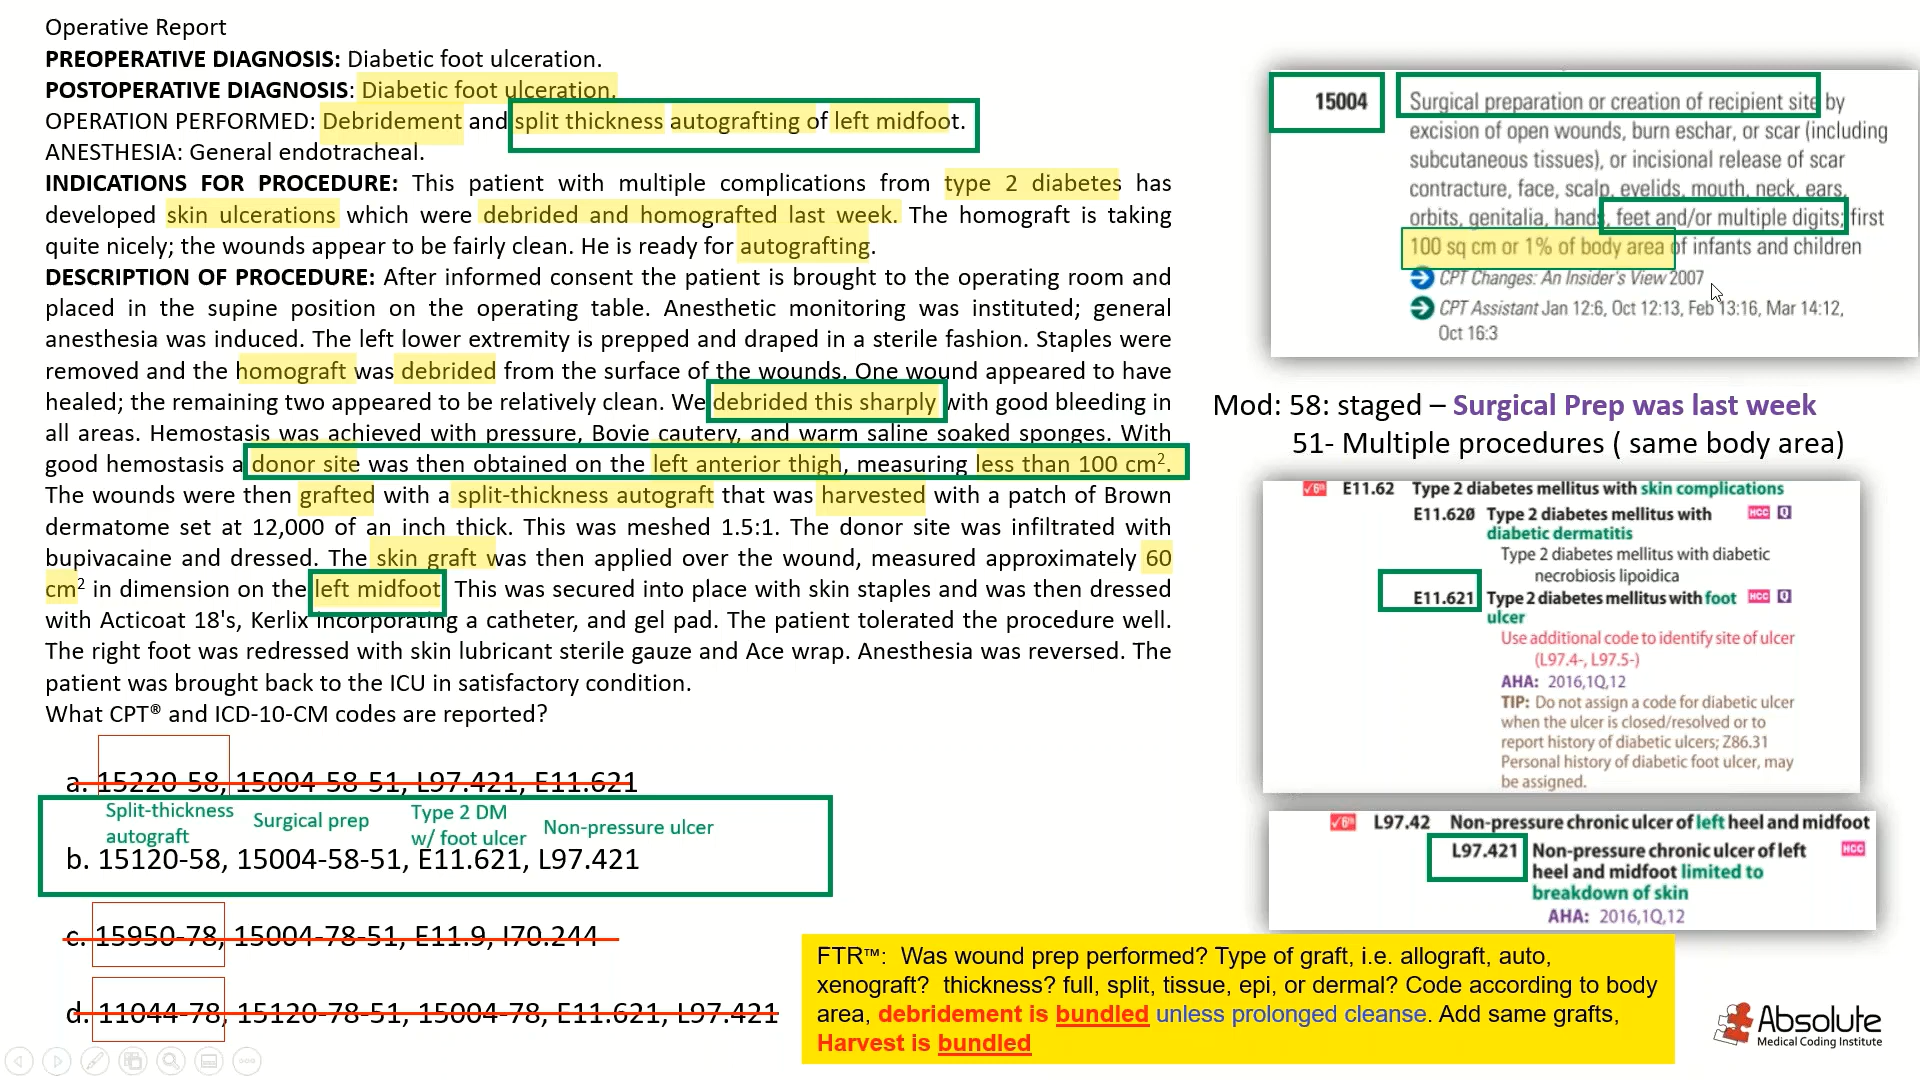 Operative Report
PREOPERATIVE DIAGNOSIS: Diabetic foot ulceration.
POSTOPERATIVE DIAGNOSIS: Diabetic foot ulceration.
OPERATION PERFORMED: Debridement and split thickness autografting of left midfoot.
ANESTHESIA: General endotracheal.
INDICATIONS FOR PROCEDURE: This patient with multiple complications from type 2 diabetes has
developed skin ulcerations which were debrided and homografted last week. The homograft is taking
quite nicely; the wounds appear to be fairly clean. He is ready for autografting.
DESCRIPTION OF PROCEDURE: After informed consent the patient is brought to the operating room and
placed in the supine position on the operating table. Anesthetic monitoring was instituted; general
anesthesia was induced. The left lower extremity is prepped and draped in a sterile fashion. Staples were
removed and the homograft was debrided from the surface of the wounds. One wound appeared to have
healed; the remaining two appeared to be relatively clean. We debrided this sharply with good bleeding in
all areas. Hemostasis was achieved with pressure, Bovie cautery, and warm saline soaked sponges. With
good hemostasis a donor site was then obtained on the left anterior thigh, measuring less than 100 cm².
The wounds were then grafted with a split-thickness autograft that was harvested with a patch of Brown
dermatome set at 12,000 of an inch thick. This was meshed 1.5:1. The donor site was infiltrated with
bupivacaine and dressed. The skin graft was then applied over the wound, measured approximately 60
cm² in dimension on the left midfoot. This was secured into place with skin staples and was then dressed
with Acticoat 18's, Kerlix incorporating a catheter, and gel pad. The patient tolerated the procedure well.
The right foot was redressed with skin lubricant sterile gauze and Ace wrap. Anesthesia was reversed. The
patient was brought back to the ICU in satisfactory condition.
What CPT® and ICD-10-CM codes are reported?
a. 15220-58, 15004-58-51, L97.421, E11.621
Split-thickness
autograft
Surgical prep
Type 2 DM
w/ foot ulcer
Non-pressure ulcer
b. 15120-58, 15004-58-51, E11.621, L97.421
c. 15950-78, 15004-78-51, E11.9, I70.244
d. 11044-78, 15120-78-51, 15004-78, E11.621, L97.421
15004 Surgical preparation or creation of recipient site by
excision of open wounds, burn eschar, or scar (including
subcutaneous tissues), or incisional release of scar
contracture, face, scalp, eyelids, mouth, neck, ears,
orbits, genitalia, hands, feet and/or multiple digits; first
100 sq cm or 1% of body area of infants and children
CPT Changes: An Insider's View 2007
CPT Assistant Jan 12:6, Oct 12:13, Feb 13:16, Mar 14:12,
Oct 16:3
Mod: 58: staged – Surgical Prep was last week
51- Multiple procedures ( same body area)
√6th E11.62 Type 2 diabetes mellitus with skin complications
E11.620 Type 2 diabetes mellitus with HCC Q
diabetic dermatitis
Type 2 diabetes mellitus with diabetic
necrobiosis lipoidica
E11.621 Type 2 diabetes mellitus with foot HCC Q
ulcer
Use additional code to identify site of ulcer
(L97.4-, L97.5-)
AHA: 2016,1Q,12
TIP: Do not assign a code for diabetic ulcer
when the ulcer is closed/resolved or to
report history of diabetic ulcers; Z86.31
Personal history of diabetic foot ulcer, may
be assigned.
√6th L97.42 Non-pressure chronic ulcer of left heel and midfoot
L97.421 Non-pressure chronic ulcer of left HCC
heel and midfoot limited to
breakdown of skin
AHA: 2016,1Q,12
FTR™: Was wound prep performed? Type of graft, i.e. allograft, auto,
xenograft? thickness? full, split, tissue, epi, or dermal? Code according to body
area, debridement is bundled unless prolonged cleanse. Add same grafts,
Harvest is bundled
Absolute
Medical Coding Institute